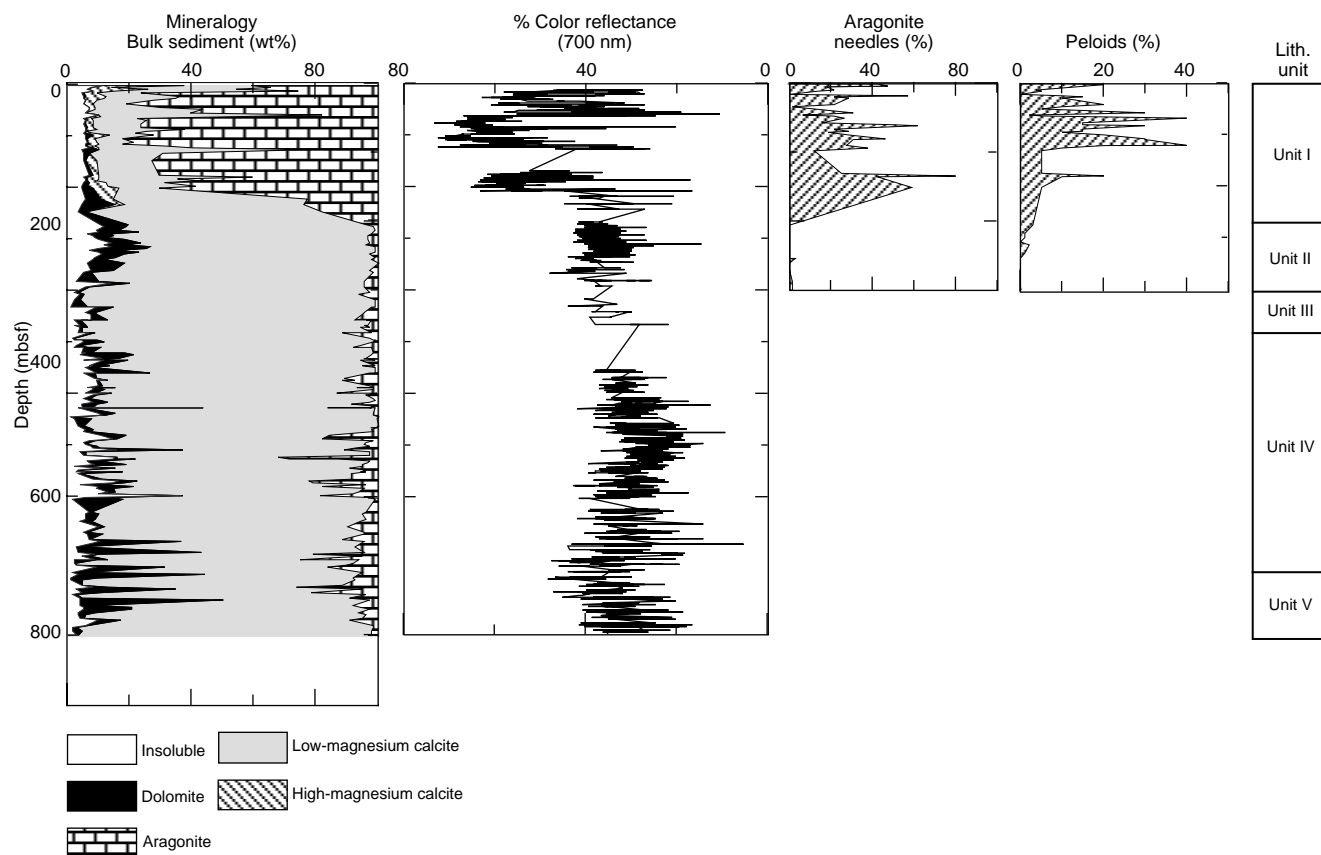 Mineralogy
Bulk sediment (wt%)
0 40 80
% Color reflectance
(700 nm)
80 40 0
Aragonite
needles (%)
0 40 80
Peloids (%)
0 20 40
Lith.
unit
Depth (mbsf)
0
200
400
600
800
Unit I
Unit II
Unit III
Unit IV
Unit V
Insoluble
Low-magnesium calcite
Dolomite
High-magnesium calcite
Aragonite